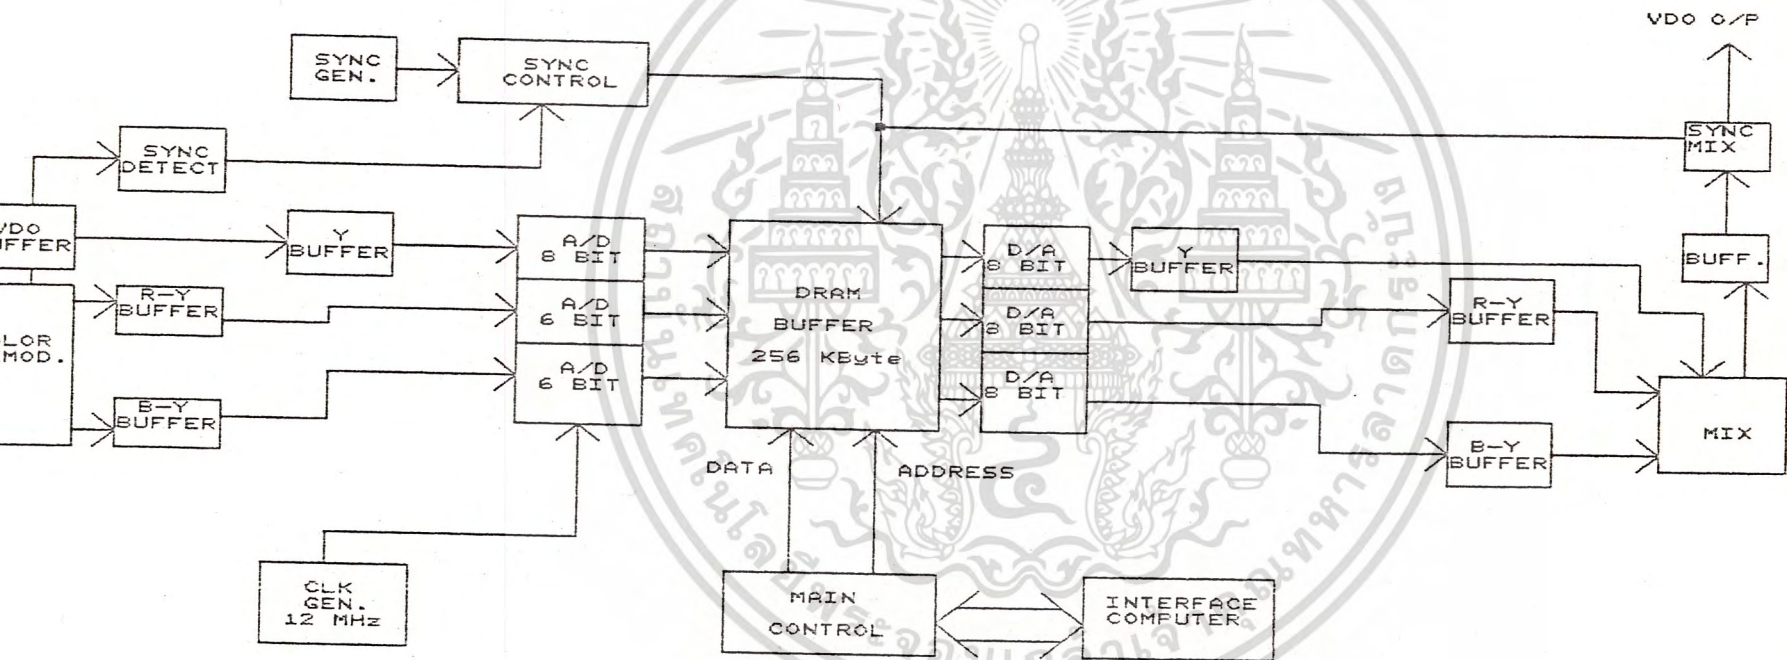 VDO O/P
SYNC
GEN.
SYNC
CONTROL
SYNC
MIX
SYNC
DETECT
VDO
UFFER
Y
BUFFER
A/D
8 BIT
A/D
6 BIT
A/D
6 BIT
DRAM
BUFFER
256 KByte
D/A
8 BIT
D/A
8 BIT
D/A
8 BIT
Y
BUFFER
BUFF.
R-Y
BUFFER
LOR
MOD.
B-Y
BUFFER
R-Y
BUFFER
B-Y
BUFFER
MIX
DATA
ADDRESS
CLK
GEN.
12 MHz
MAIN
CONTROL
INTERFACE
COMPUTER